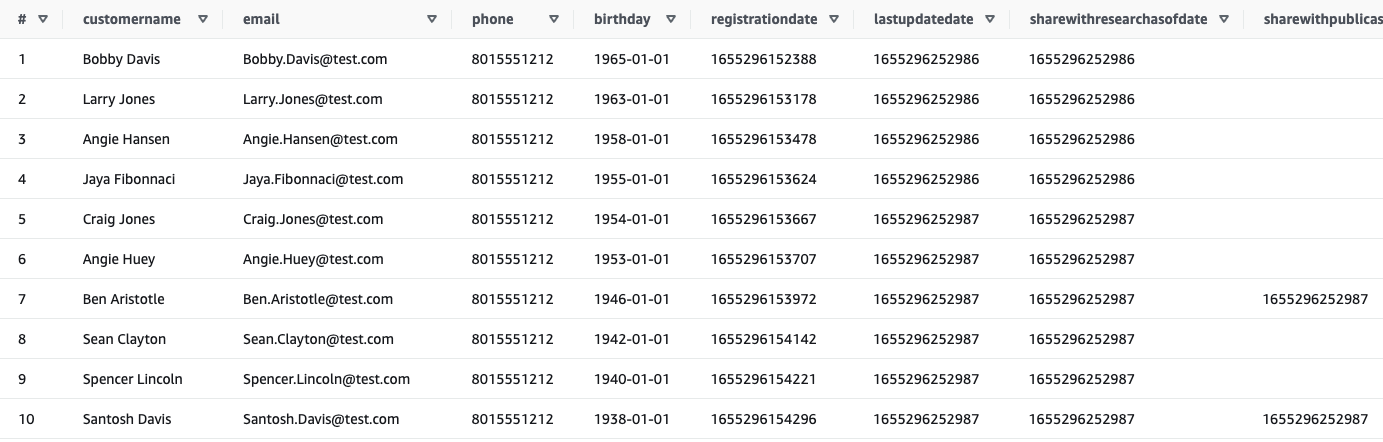 # customername email phone birthday registrationdate lastupdatedate sharewithresearchasofdate sharewithpublicas
1 Bobby Davis Bobby.Davis@test.com 8015551212 1965-01-01 1655296152388 1655296252986 1655296252986
2 Larry Jones Larry.Jones@test.com 8015551212 1963-01-01 1655296153178 1655296252986 1655296252986
3 Angie Hansen Angie.Hansen@test.com 8015551212 1958-01-01 1655296153478 1655296252986 1655296252986
4 Jaya Fibonnaci Jaya.Fibonnaci@test.com 8015551212 1955-01-01 1655296153624 1655296252986 1655296252986
5 Craig Jones Craig.Jones@test.com 8015551212 1954-01-01 1655296153667 1655296252987 1655296252987
6 Angie Huey Angie.Huey@test.com 8015551212 1953-01-01 1655296153707 1655296252987 1655296252987
7 Ben Aristotle Ben.Aristotle@test.com 8015551212 1946-01-01 1655296153972 1655296252987 1655296252987 1655296252987
8 Sean Clayton Sean.Clayton@test.com 8015551212 1942-01-01 1655296154142 1655296252987 1655296252987
9 Spencer Lincoln Spencer.Lincoln@test.com 8015551212 1940-01-01 1655296154221 1655296252987 1655296252987
10 Santosh Davis Santosh.Davis@test.com 8015551212 1938-01-01 1655296154296 1655296252987 1655296252987 1655296252987